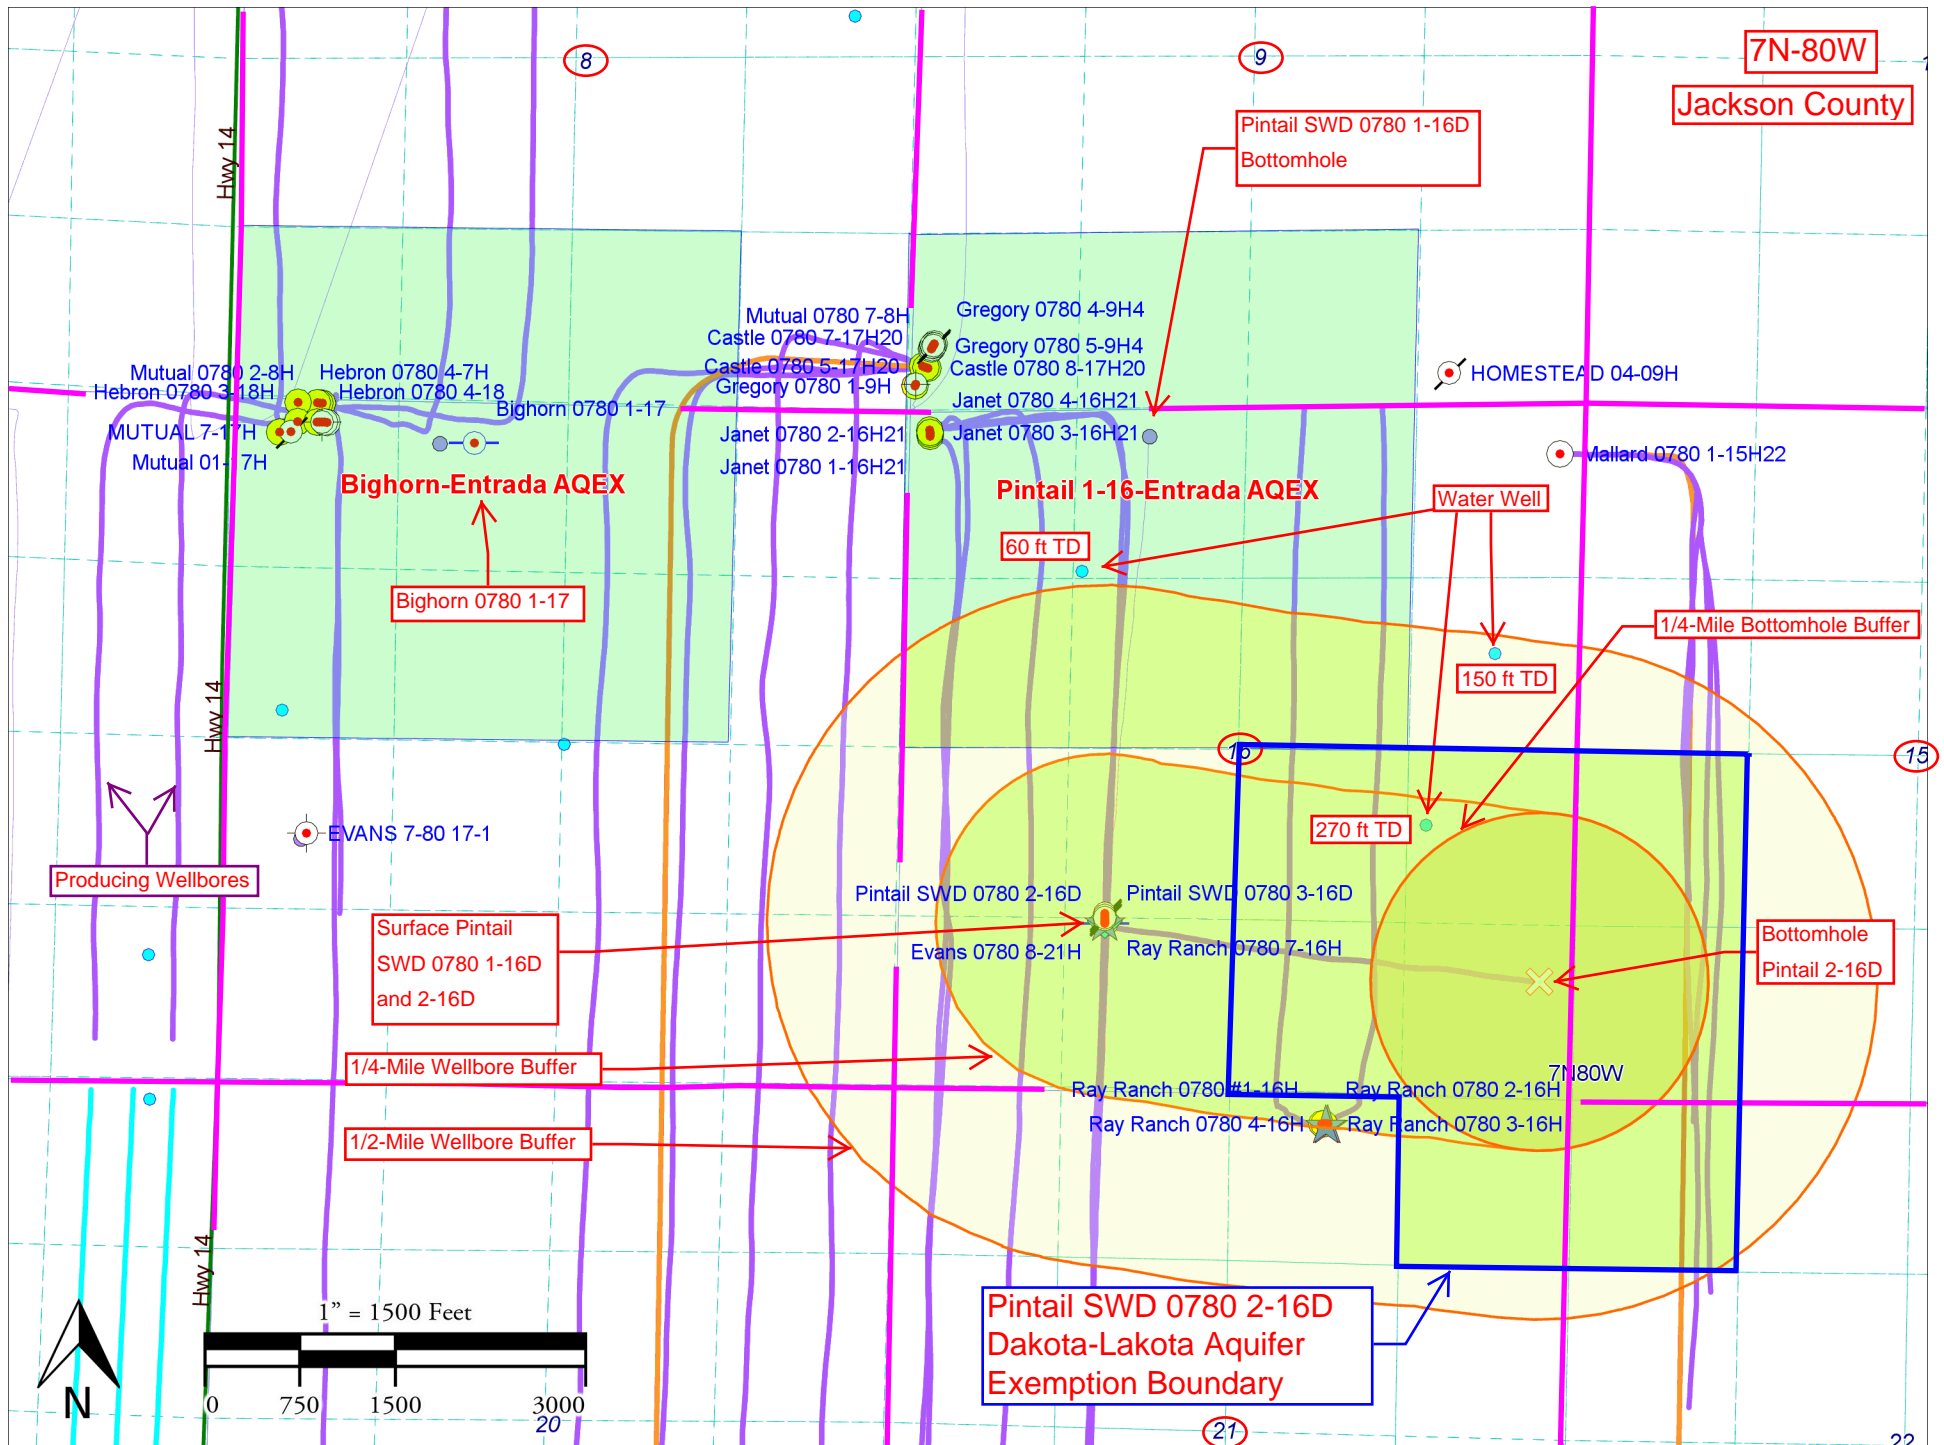 8
9
7N-80W
Jackson County
Hwy 14
Pintail SWD 0780 1-16D
Bottomhole
Mutual 0780 7-8H
Gregory 0780 4-9H4
Castle 0780 7-17H20
Gregory 0780 5-9H4
Castle 0780 5-17H20
Castle 0780 8-17H20
Gregory 0780 1-9H
Mutual 0780 2-8H
Hebron 0780 4-7H
Hebron 0780 3-18H
Hebron 0780 4-18
HOMESTEAD 04-09H
Bighorn 0780 1-17
Janet 0780 4-16H21
MUTUAL 7-17H
Janet 0780 2-16H21
Janet 0780 3-16H21
Mutual 01-17H
Janet 0780 1-16H21
Mallard 0780 1-15H22
Bighorn-Entrada AQEX
Pintail 1-16-Entrada AQEX
Water Well
60 ft TD
Bighorn 0780 1-17
1/4-Mile Bottomhole Buffer
150 ft TD
Hwy 14
16
15
270 ft TD
EVANS 7-80 17-1
Producing Wellbores
Pintail SWD 0780 2-16D
Pintail SWD 0780 3-16D
Surface Pintail
SWD 0780 1-16D
and 2-16D
Evans 0780 8-21H
Ray Ranch 0780 7-16H
Bottomhole
Pintail 2-16D
1/4-Mile Wellbore Buffer
7N80W
Ray Ranch 0780 #1-16H
Ray Ranch 0780 2-16H
Ray Ranch 0780 4-16H
Ray Ranch 0780 3-16H
1/2-Mile Wellbore Buffer
Hwy 14
Pintail SWD 0780 2-16D
Dakota-Lakota Aquifer
Exemption Boundary
1” = 1500 Feet
0 750 1500 3000
N
20
21
22